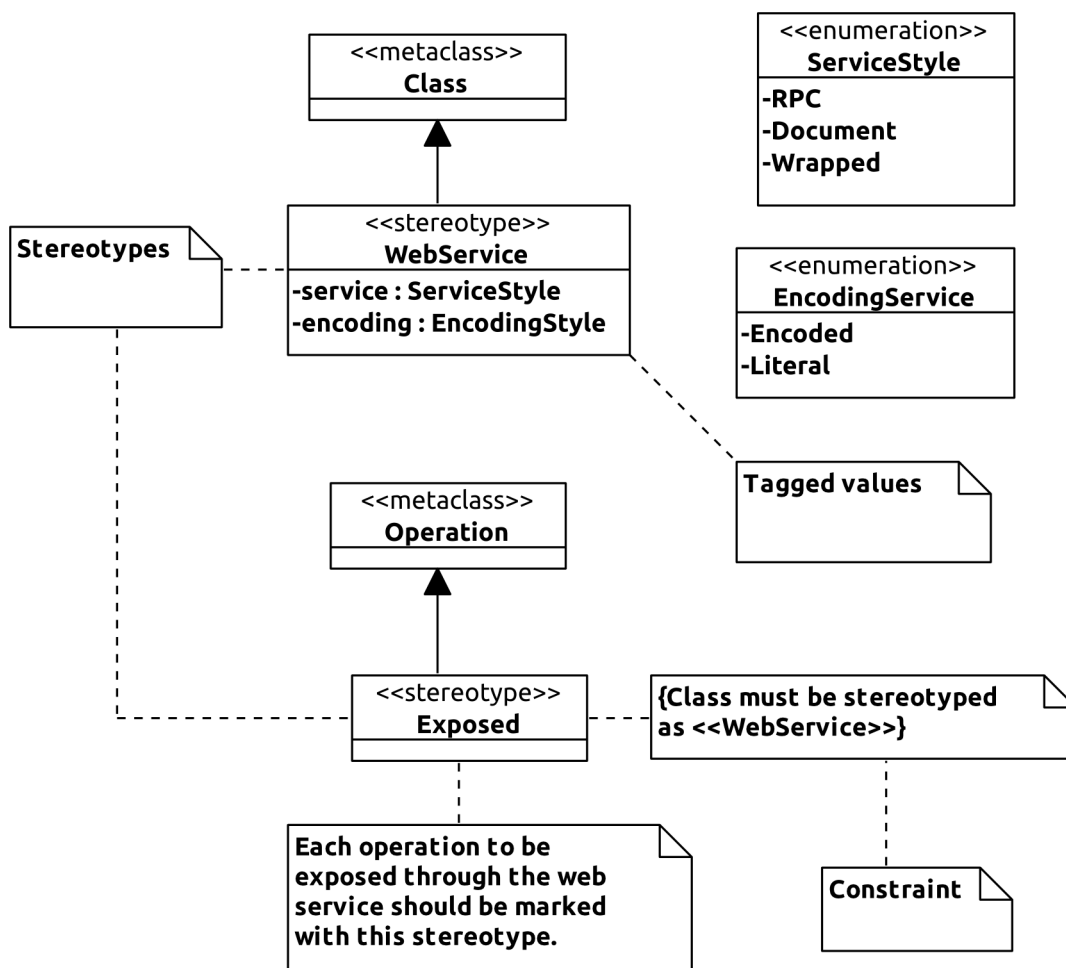 <<metaclass>>
Class
<<enumeration>>
ServiceStyle
-RPC
-Document
-Wrapped
<<stereotype>>
WebService
-service : ServiceStyle
-encoding : EncodingStyle
Stereotypes
<<enumeration>>
EncodingService
-Encoded
-Literal
Tagged values
<<metaclass>>
Operation
<<stereotype>>
Exposed
{Class must be stereotyped
as <<WebService>>}
Each operation to be
exposed through the web
service should be marked
with this stereotype.
Constraint